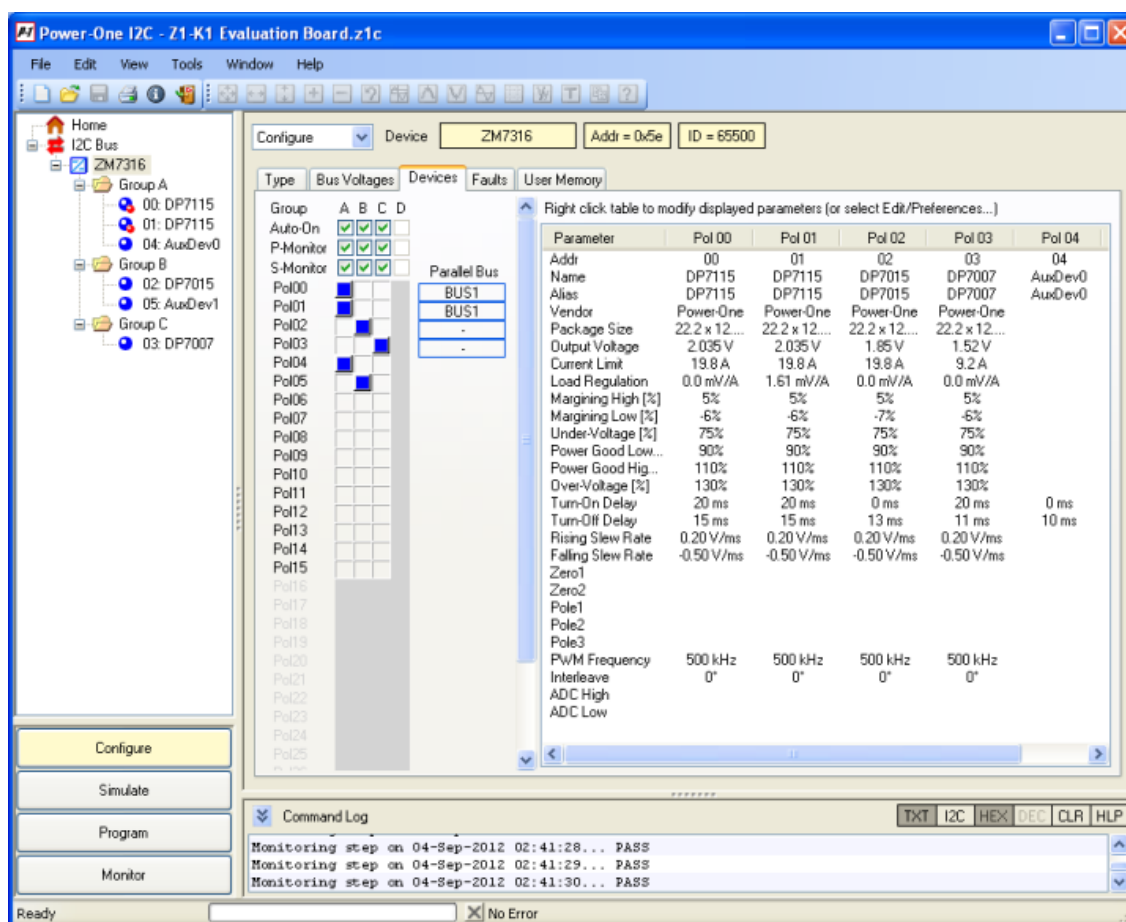 Power-One I2C - Z1-K1 Evaluation Board.z1c
File Edit View Tools Window Help
Home
I2C Bus
ZM7316
Group A
00: DP7115
01: DP7115
04: AuxDev0
Group B
02: DP7015
05: AuxDev1
Group C
03: DP7007
Configure
Simulate
Program
Monitor
Configure Device ZM7316 Addr = 0x5e ID = 65500
Type Bus Voltages Devices Faults User Memory
Group A B C D
Auto-On
P-Monitor
S-Monitor Parallel Bus
Pol00 BUS1
Pol01 BUS1
Pol02 -
Pol03 -
Pol04
Pol05
Pol06
Pol07
Pol08
Pol09
Pol10
Pol11
Pol12
Pol13
Pol14
Pol15
Pol16
Pol17
Pol18
Pol19
Pol20
Pol21
Pol22
Pol23
Pol24
Pol25
Right click table to modify displayed parameters (or select Edit/Preferences...)
Parameter Pol 00 Pol 01 Pol 02 Pol 03 Pol 04
Addr 00 01 02 03 04
Name DP7115 DP7115 DP7015 DP7007 AuxDev0
Alias DP7115 DP7115 DP7015 DP7007 AuxDev0
Vendor Power-One Power-One Power-One Power-One
Package Size 22.2 x 12.... 22.2 x 12.... 22.2 x 12.... 22.2 x 12....
Output Voltage 2.035 V 2.035 V 1.85 V 1.52 V
Current Limit 19.8 A 19.8 A 19.8 A 9.2 A
Load Regulation 0.0 mV/A 1.61 mV/A 0.0 mV/A 0.0 mV/A
Margining High [%] 5% 5% 5% 5%
Margining Low [%] -6% -6% -7% -6%
Under-Voltage [%] 75% 75% 75% 75%
Power Good Low... 90% 90% 90% 90%
Power Good Hig... 110% 110% 110% 110%
Over-Voltage [%] 130% 130% 130% 130%
Turn-On Delay 20 ms 20 ms 0 ms 20 ms 0 ms
Turn-Off Delay 15 ms 15 ms 13 ms 11 ms 10 ms
Rising Slew Rate 0.20 V/ms 0.20 V/ms 0.20 V/ms 0.20 V/ms
Falling Slew Rate -0.50 V/ms -0.50 V/ms -0.50 V/ms -0.50 V/ms
Zero1
Zero2
Pole1
Pole2
Pole3
PWM Frequency 500 kHz 500 kHz 500 kHz 500 kHz
Interleave 0° 0° 0° 0°
ADC High
ADC Low
Command Log TXT I2C HEX DEC CLR HLP
Monitoring step on 04-Sep-2012 02:41:28... PASS
Monitoring step on 04-Sep-2012 02:41:29... PASS
Monitoring step on 04-Sep-2012 02:41:30... PASS
Ready No Error